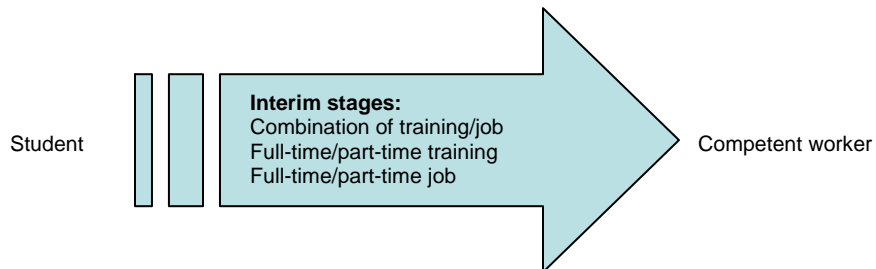 Student
Interim stages:
Combination of training/job
Full-time/part-time training
Full-time/part-time job
Competent worker